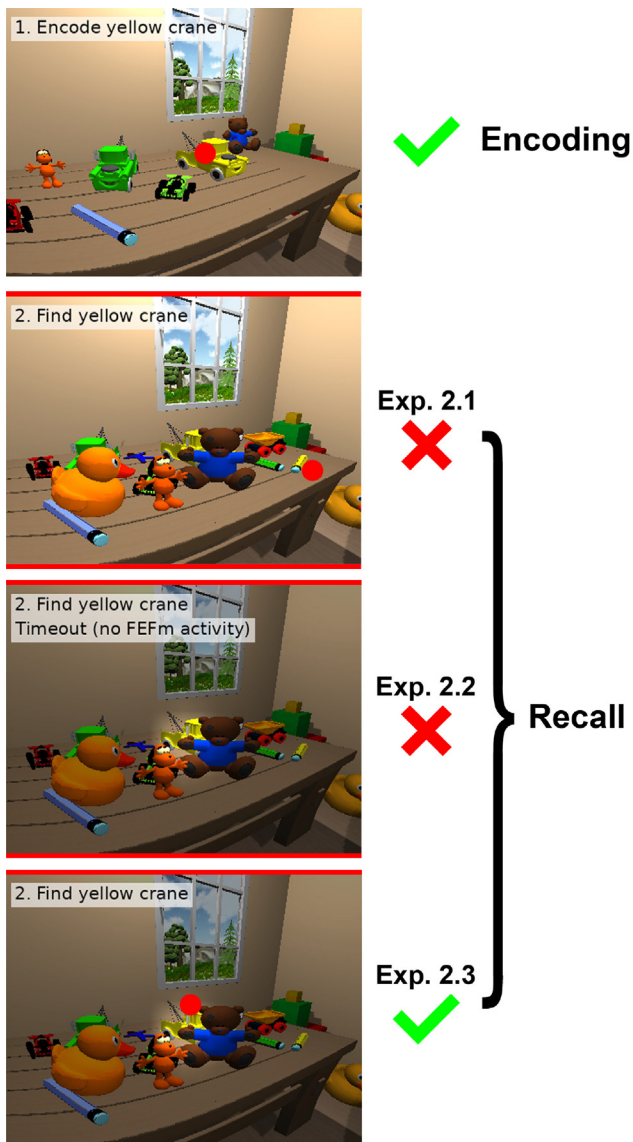 1. Encode yellow crane
Encoding
2. Find yellow crane
Exp. 2.1
2. Find yellow crane
Timeout (no FEFm activity)
Exp. 2.2
Recall
2. Find yellow crane
Exp. 2.3